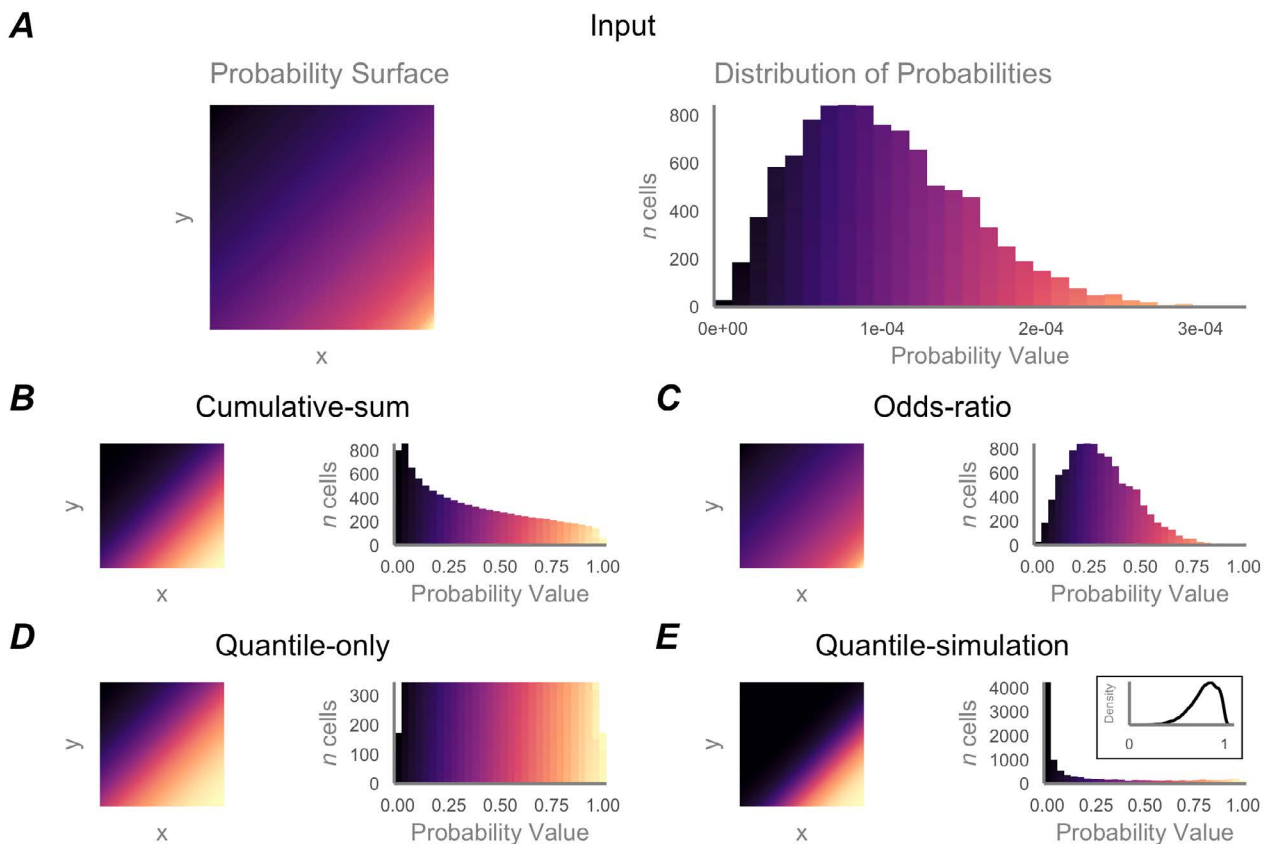 A
Input
Probability Surface
y
x
Distribution of Probabilities
n cells
800
600
400
200
0
0e+00 1e-04 2e-04 3e-04
Probability Value
B
Cumulative-sum
y
x
n cells
800
600
400
200
0
0.00 0.25 0.50 0.75 1.00
Probability Value
C
Odds-ratio
y
x
n cells
800
600
400
200
0
0.00 0.25 0.50 0.75 1.00
Probability Value
D
Quantile-only
y
x
n cells
300
200
100
0
0.00 0.25 0.50 0.75 1.00
Probability Value
E
Quantile-simulation
y
x
n cells
4000
3000
2000
1000
0
Density
0 1
0.00 0.25 0.50 0.75 1.00
Probability Value